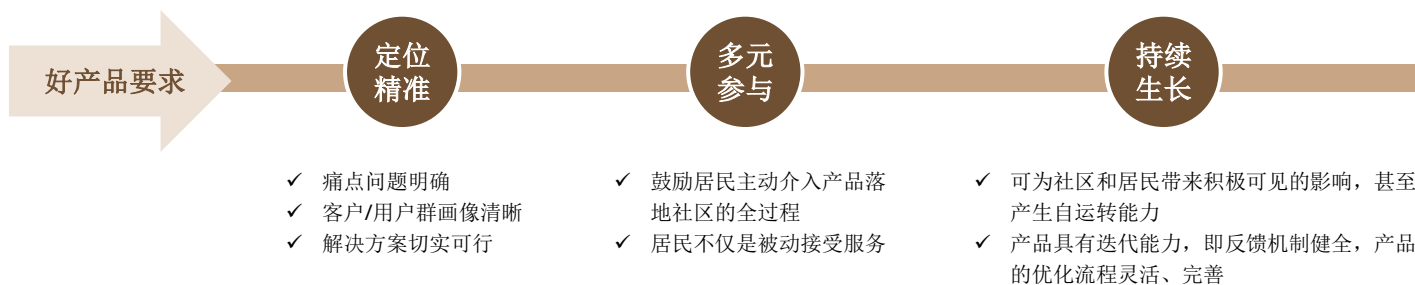 好产品要求
定位
精准
多元
参与
持续
生长
✓ 痛点问题明确
✓ 客户/用户群画像清晰
✓ 解决方案切实可行
✓ 鼓励居民主动介入产品落
地社区的全过程
✓ 居民不仅是被动接受服务
✓ 可为社区和居民带来积极可见的影响，甚至
产生自运转能力
✓ 产品具有迭代能力，即反馈机制健全，产品
的优化流程灵活、完善